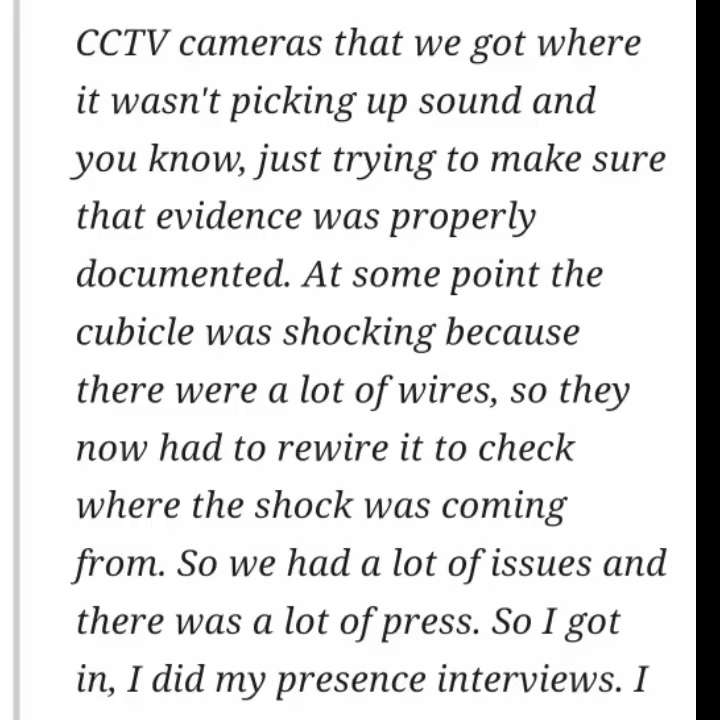 CCTV cameras that we got where
it wasn't picking up sound and
you know, just trying to make sure
that evidence was properly
documented. At some point the
cubicle was shocking because
there were a lot of wires, so they
now had to rewire it to check
where the shock was coming
from. So we had a lot of issues and
there was a lot of press. So I got
in, I did my presence interviews. I